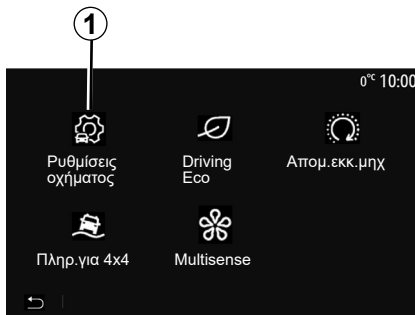 1
0°C 10:00
Ρυθμίσεις
οχήματος
Driving
Eco
Απομ.εκκ.μηχ
Πληρ.για 4x4
Multisense